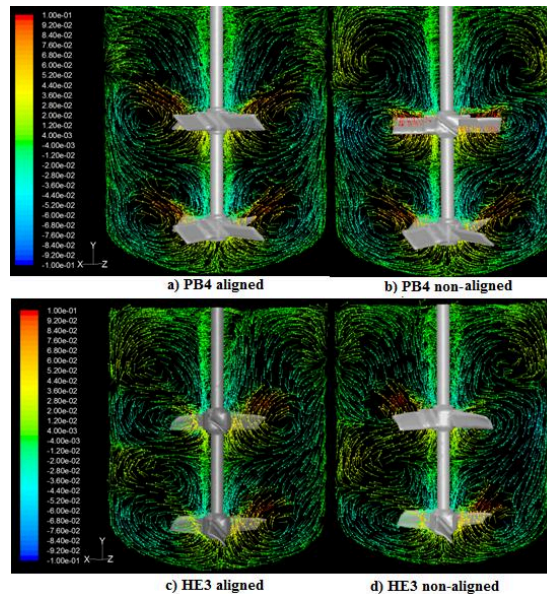 1.00e-01
9.20e-02
8.40e-02
7.60e-02
6.80e-02
6.00e-02
5.20e-02
4.40e-02
3.60e-02
2.80e-02
2.00e-02
1.20e-02
4.00e-03
-4.00e-03
-1.20e-02
-2.00e-02
-2.80e-02
-3.60e-02
-4.40e-02
-5.20e-02
-6.00e-02
-6.80e-02
-7.60e-02
-8.40e-02
-9.20e-02
-1.00e-01
Y
X Z
a) PB4 aligned
b) PB4 non-aligned
1.00e-01
9.20e-02
8.40e-02
7.60e-02
6.80e-02
6.00e-02
5.20e-02
4.40e-02
3.60e-02
2.80e-02
2.00e-02
1.20e-02
4.00e-03
-4.00e-03
-1.20e-02
-2.00e-02
-2.80e-02
-3.60e-02
-4.40e-02
-5.20e-02
-6.00e-02
-6.80e-02
-7.60e-02
-8.40e-02
-9.20e-02
-1.00e-01
Y
X Z
c) HE3 aligned
d) HE3 non-aligned